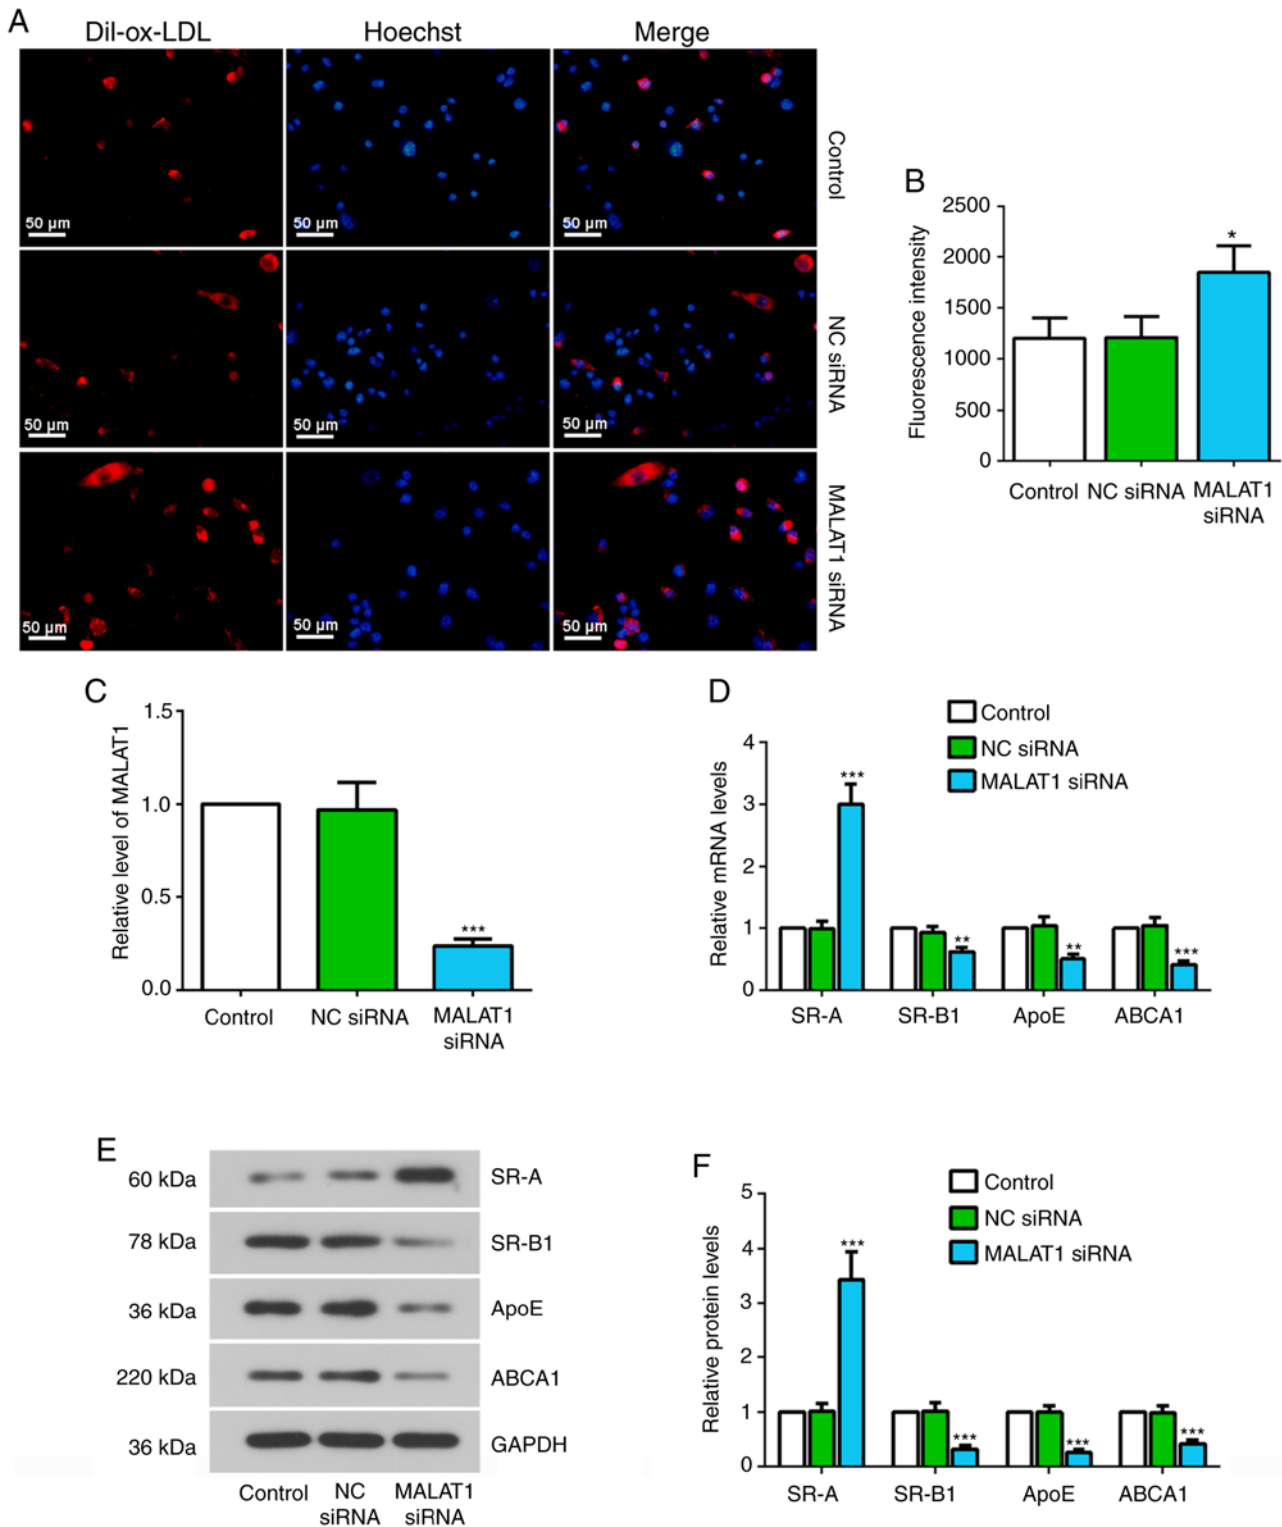 A
Dil-ox-LDL
Hoechst
Merge
50 µm
50 µm
50 µm
Control
50 µm
50 µm
50 µm
NC siRNA
50 µm
50 µm
50 µm
MALAT1 siRNA
B
Fluorescence intensity
2500
2000
1500
1000
500
0
*
Control NC siRNA MALAT1
siRNA
C
Relative level of MALAT1
1.5
1.0
0.5
0.0
***
Control NC siRNA MALAT1
siRNA
D
Control
NC siRNA
MALAT1 siRNA
Relative mRNA levels
4
3
2
1
0
***
**
**
***
SR-A SR-B1 ApoE ABCA1
E
60 kDa SR-A
78 kDa SR-B1
36 kDa ApoE
220 kDa ABCA1
36 kDa GAPDH
Control NC MALAT1
siRNA siRNA
F
Control
NC siRNA
MALAT1 siRNA
Relative protein levels
5
4
3
2
1
0
***
***
***
***
SR-A SR-B1 ApoE ABCA1